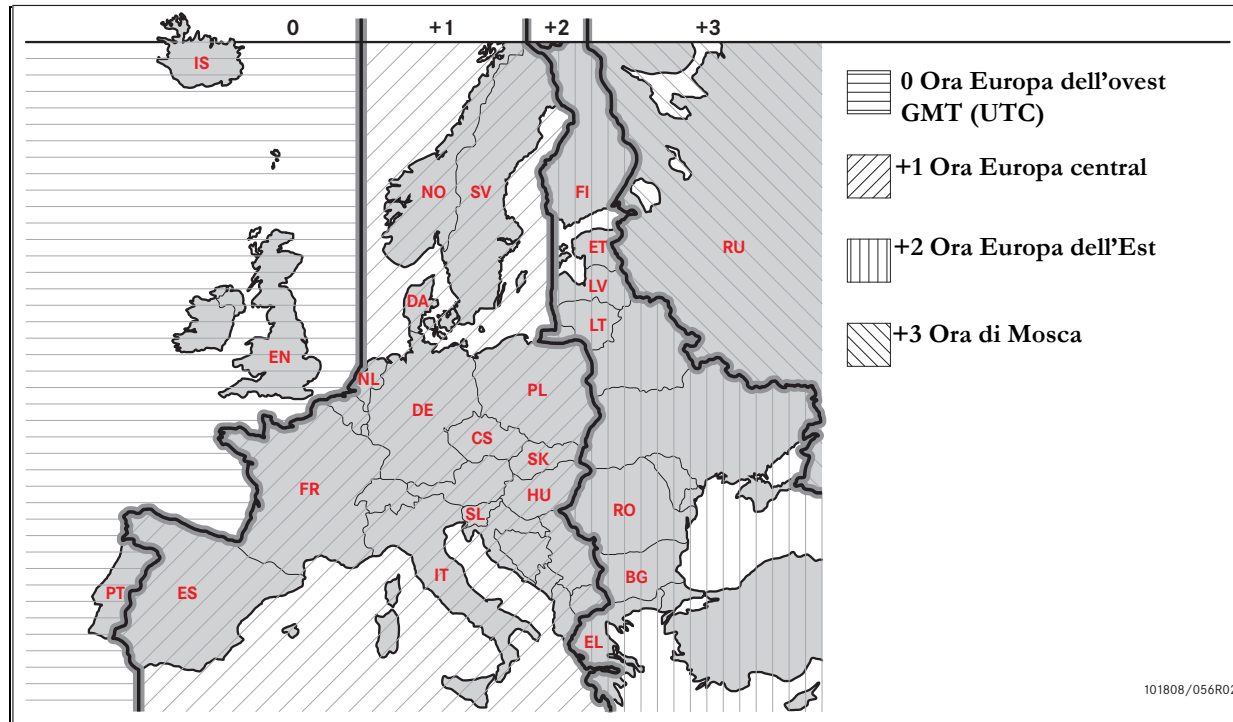 0 +1 +2 +3
IS
0 Ora Europa dell’ovest
GMT (UTC)
+1 Ora Europa central
NO SV FI
+2 Ora Europa dell’Est
ET RU
LV
DA
LT
+3 Ora di Mosca
EN
NL
PL
DE
CS
SK
FR
HU
SL
RO
IT
BG
PT ES
EL
101808/056R02